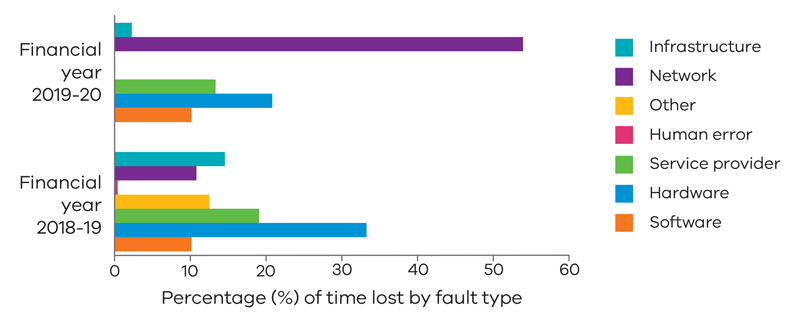 Financial
year
2019-20
Financial
year
2018-19
0 10 20 30 40 50 60
Percentage (%) of time lost by fault type
Infrastructure
Network
Other
Human error
Service provider
Hardware
Software